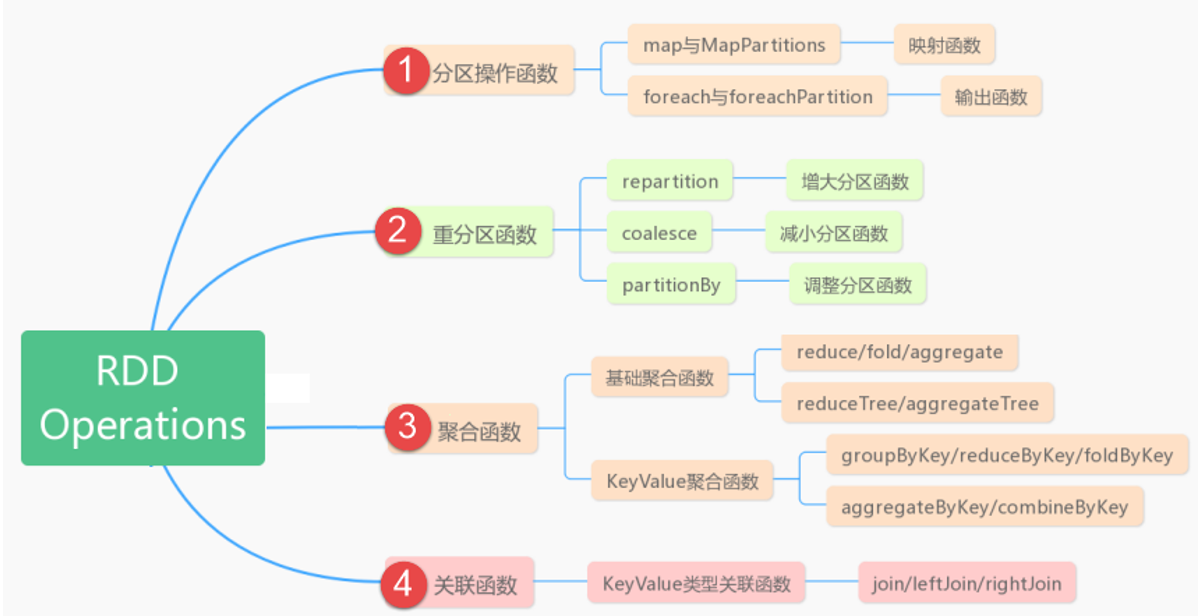 RDD
Operations
1 分区操作函数
map与MapPartitions
映射函数
foreach与foreachPartition
输出函数
2 重分区函数
repartition
增大分区函数
coalesce
减小分区函数
partitionBy
调整分区函数
3 聚合函数
基础聚合函数
reduce/fold/aggregate
reduceTree/aggregateTree
KeyValue聚合函数
groupByKey/reduceByKey/foldByKey
aggregateByKey/combineByKey
4 关联函数
KeyValue类型关联函数
join/leftJoin/rightJoin